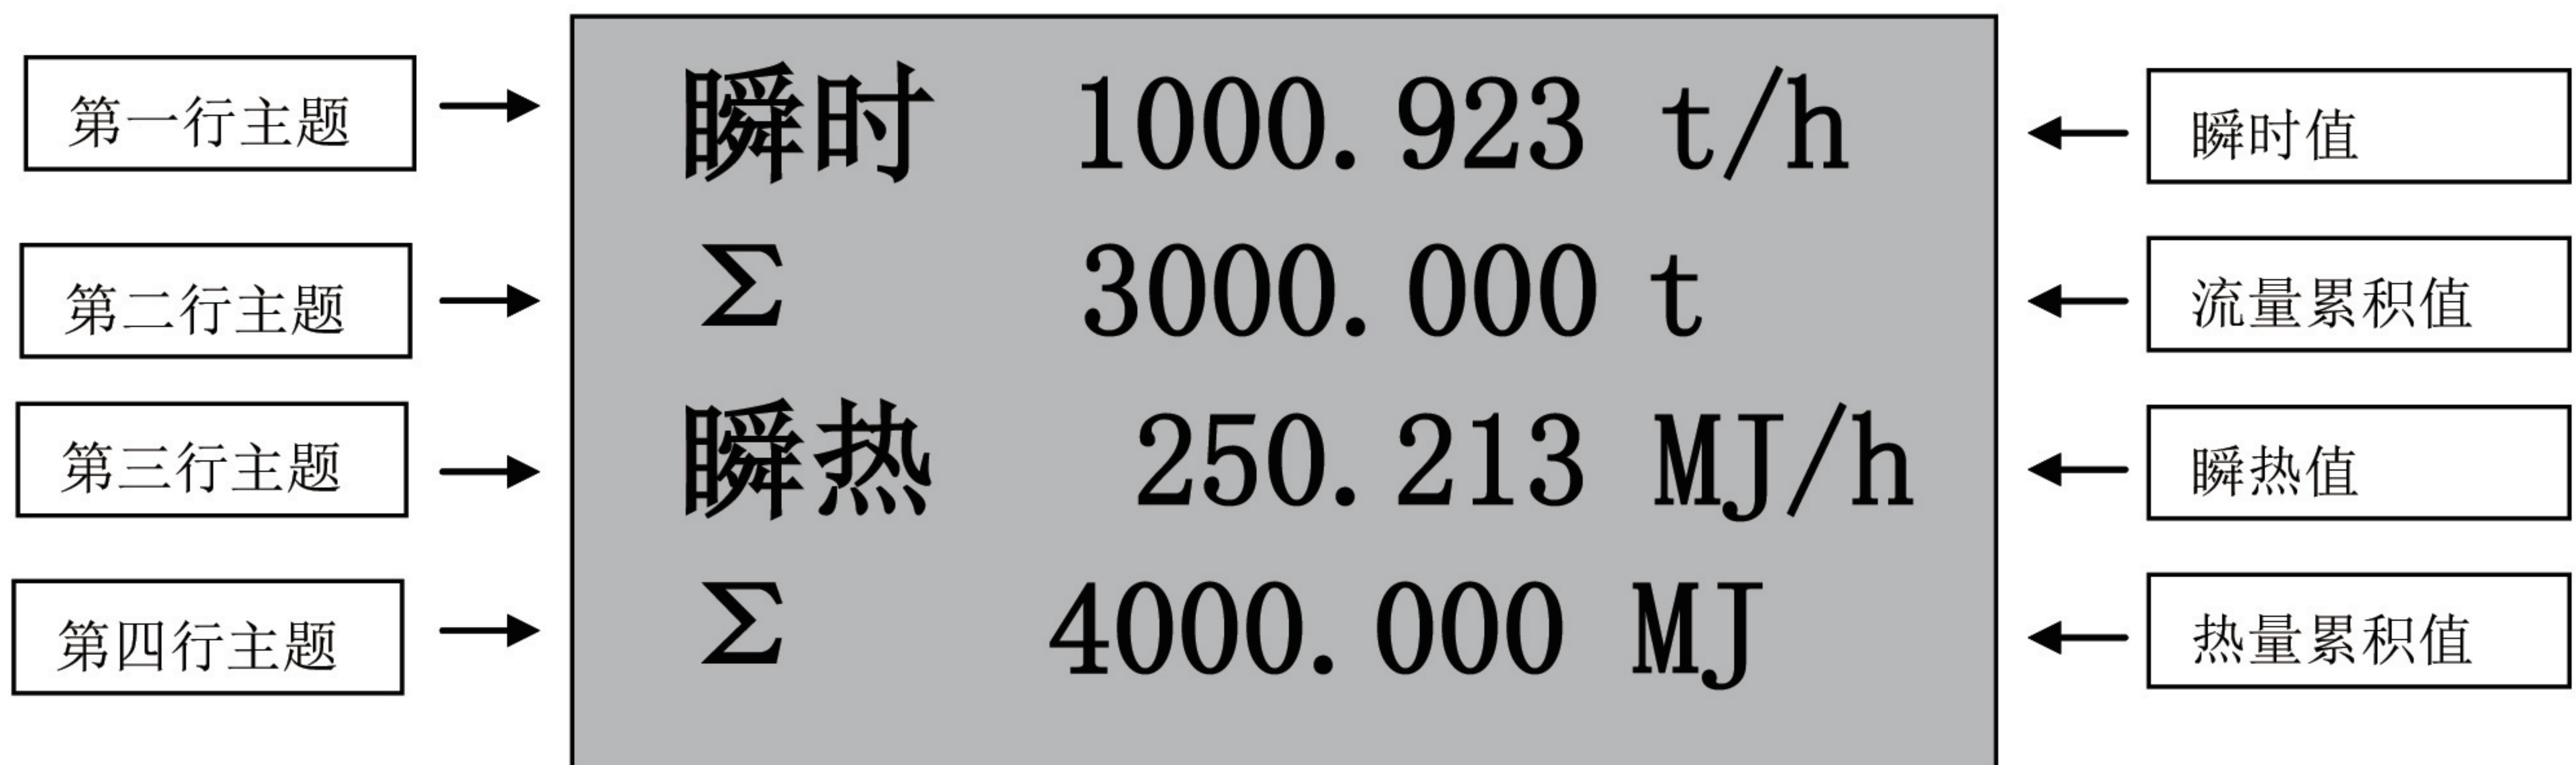 第一行主题 瞬时 1000.923 t/h 瞬时值
第二行主题 Σ 3000.000 t 流量累积值
第三行主题 瞬热 250.213 MJ/h 瞬热值
第四行主题 Σ 4000.000 MJ 热量累积值